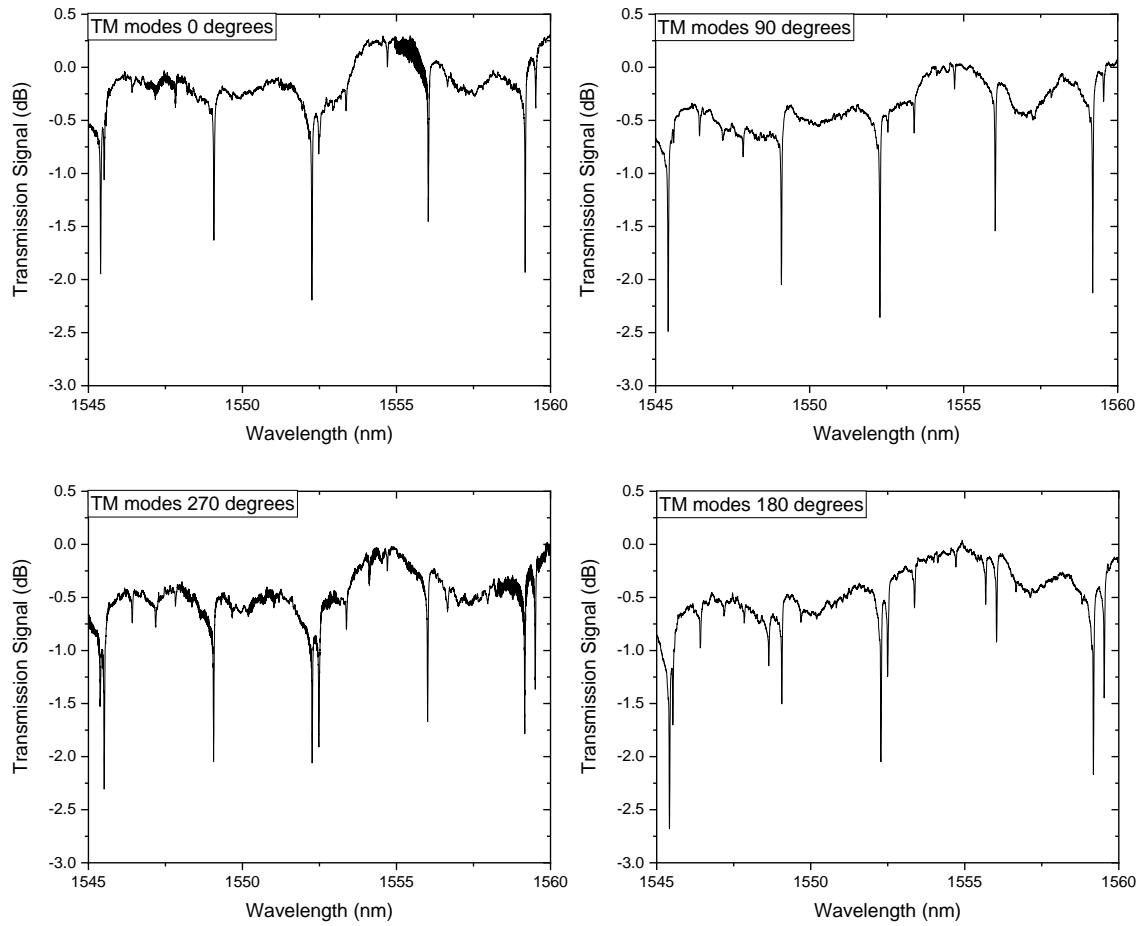 TM modes 0 degrees
0.5
0.0
-0.5
-1.0
-1.5
-2.0
-2.5
-3.0
Transmission Signal (dB)
1545 1550 1555 1560
Wavelength (nm)
TM modes 90 degrees
0.5
0.0
-0.5
-1.0
-1.5
-2.0
-2.5
-3.0
Transmission Signal (dB)
1545 1550 1555 1560
Wavelength (nm)
TM modes 270 degrees
0.5
0.0
-0.5
-1.0
-1.5
-2.0
-2.5
-3.0
Transmission Signal (dB)
1545 1550 1555 1560
Wavelength (nm)
TM modes 180 degrees
0.5
0.0
-0.5
-1.0
-1.5
-2.0
-2.5
-3.0
Transmission Signal (dB)
1545 1550 1555 1560
Wavelength (nm)